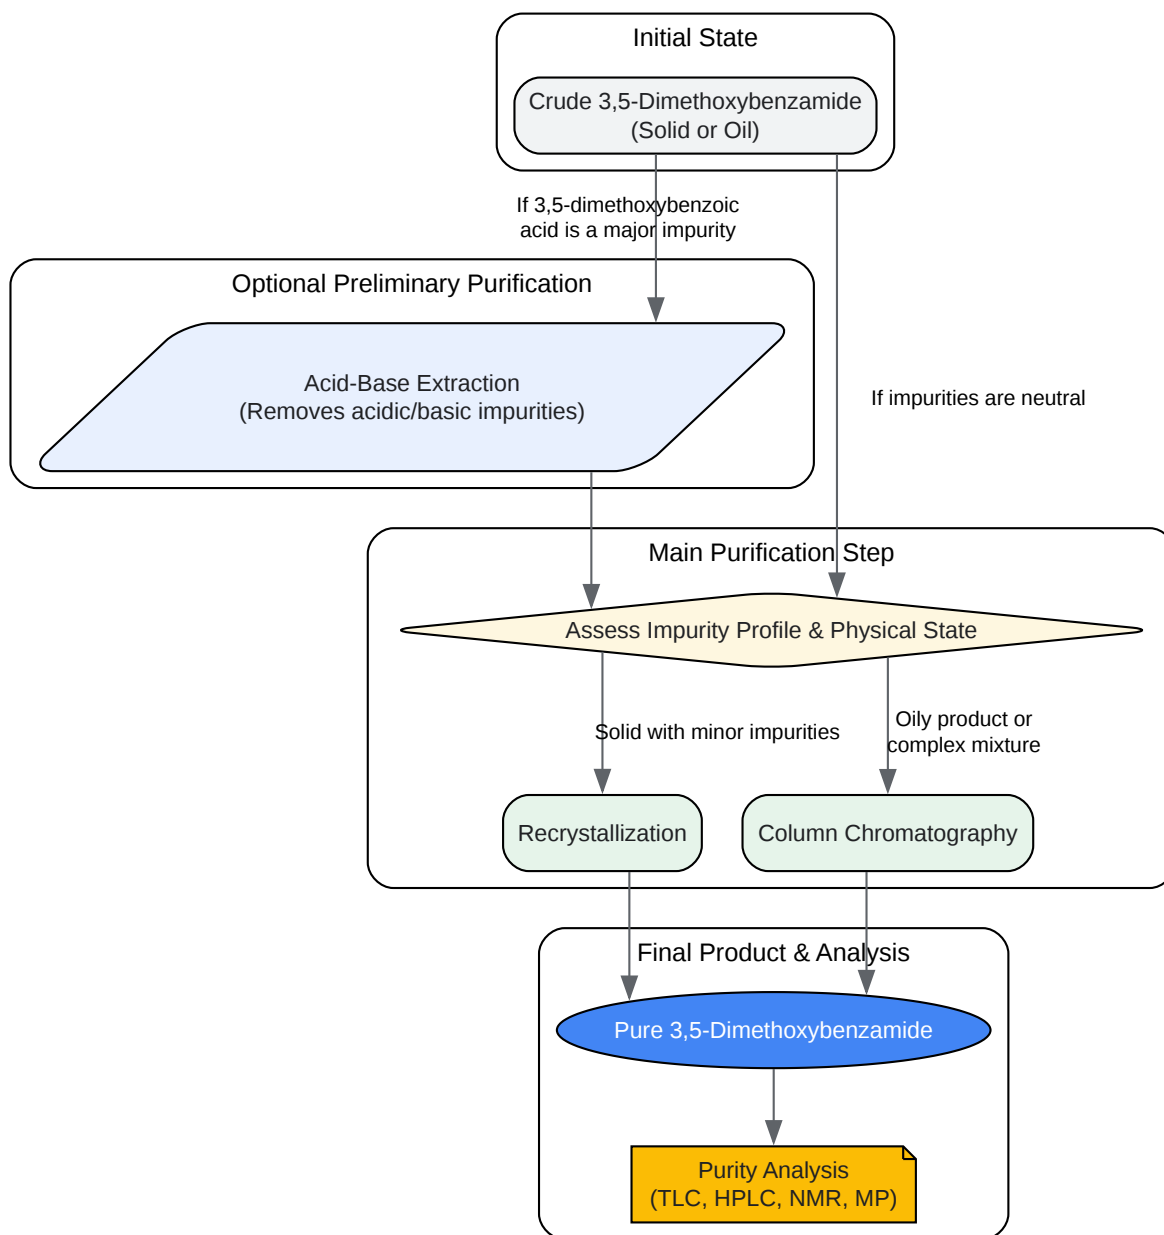 Initial State
Crude 3,5-Dimethoxybenzamide
(Solid or Oil)
If 3,5-dimethoxybenzoic
acid is a major impurity
Optional Preliminary Purification
Acid-Base Extraction
(Removes acidic/basic impurities)
If impurities are neutral
Main Purification Step
Assess Impurity Profile & Physical State
Solid with minor impurities
Oily product or
complex mixture
Recrystallization
Column Chromatography
Final Product & Analysis
Pure 3,5-Dimethoxybenzamide
Purity Analysis
(TLC, HPLC, NMR, MP)